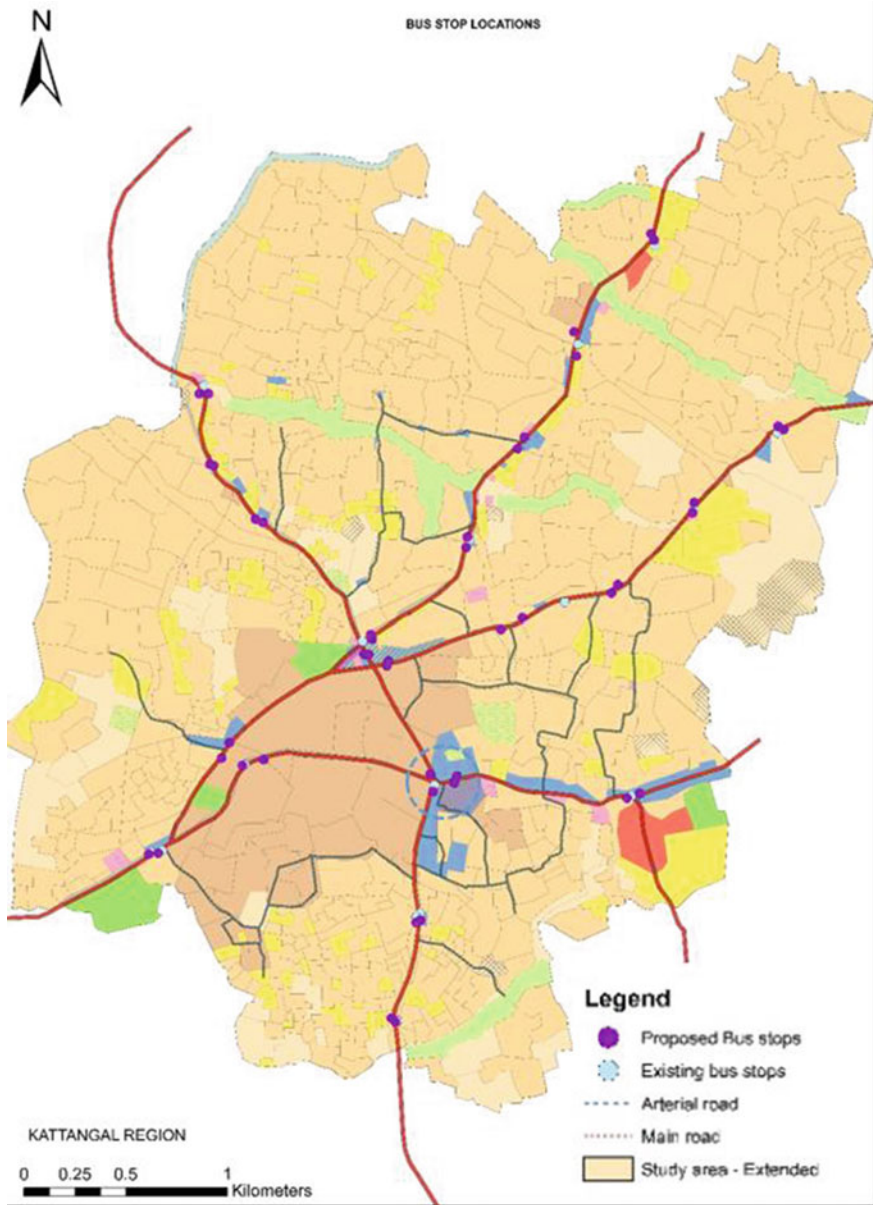 N
BUS STOP LOCATIONS
Legend
Proposed Bus stops
Existing bus stops
Arterial road
Main road
Study area - Extended
KATTANGAL REGION
0 0.25 0.5 1
Kilometers